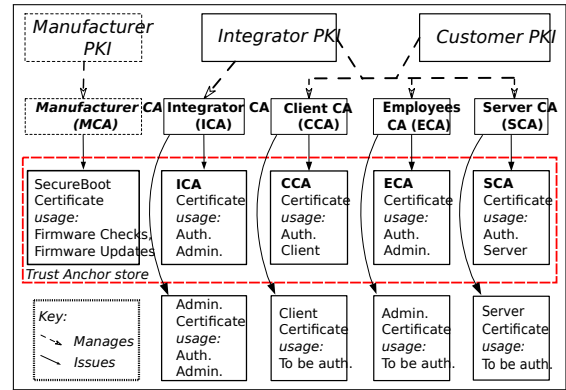 Manufacturer
PKI
Integrator PKI
Customer PKI
Manufacturer CA
(MCA)
Integrator CA
(ICA)
Client CA
(CCA)
Employees
CA (ECA)
Server CA
(SCA)
SecureBoot
Certificate
usage:
Firmware Checks,
Firmware Updates
ICA
Certificate
usage:
Auth.
Admin.
CCA
Certificate
usage:
Auth.
Client
ECA
Certificate
usage:
Auth.
Admin.
SCA
Certificate
usage:
Auth.
Server
Trust Anchor store
Key:
Manages
Issues
Admin.
Certificate
usage:
Auth.
Admin.
Client
Certificate
usage:
To be auth.
Admin.
Certificate
usage:
To be auth.
Server
Certificate
usage:
To be auth.